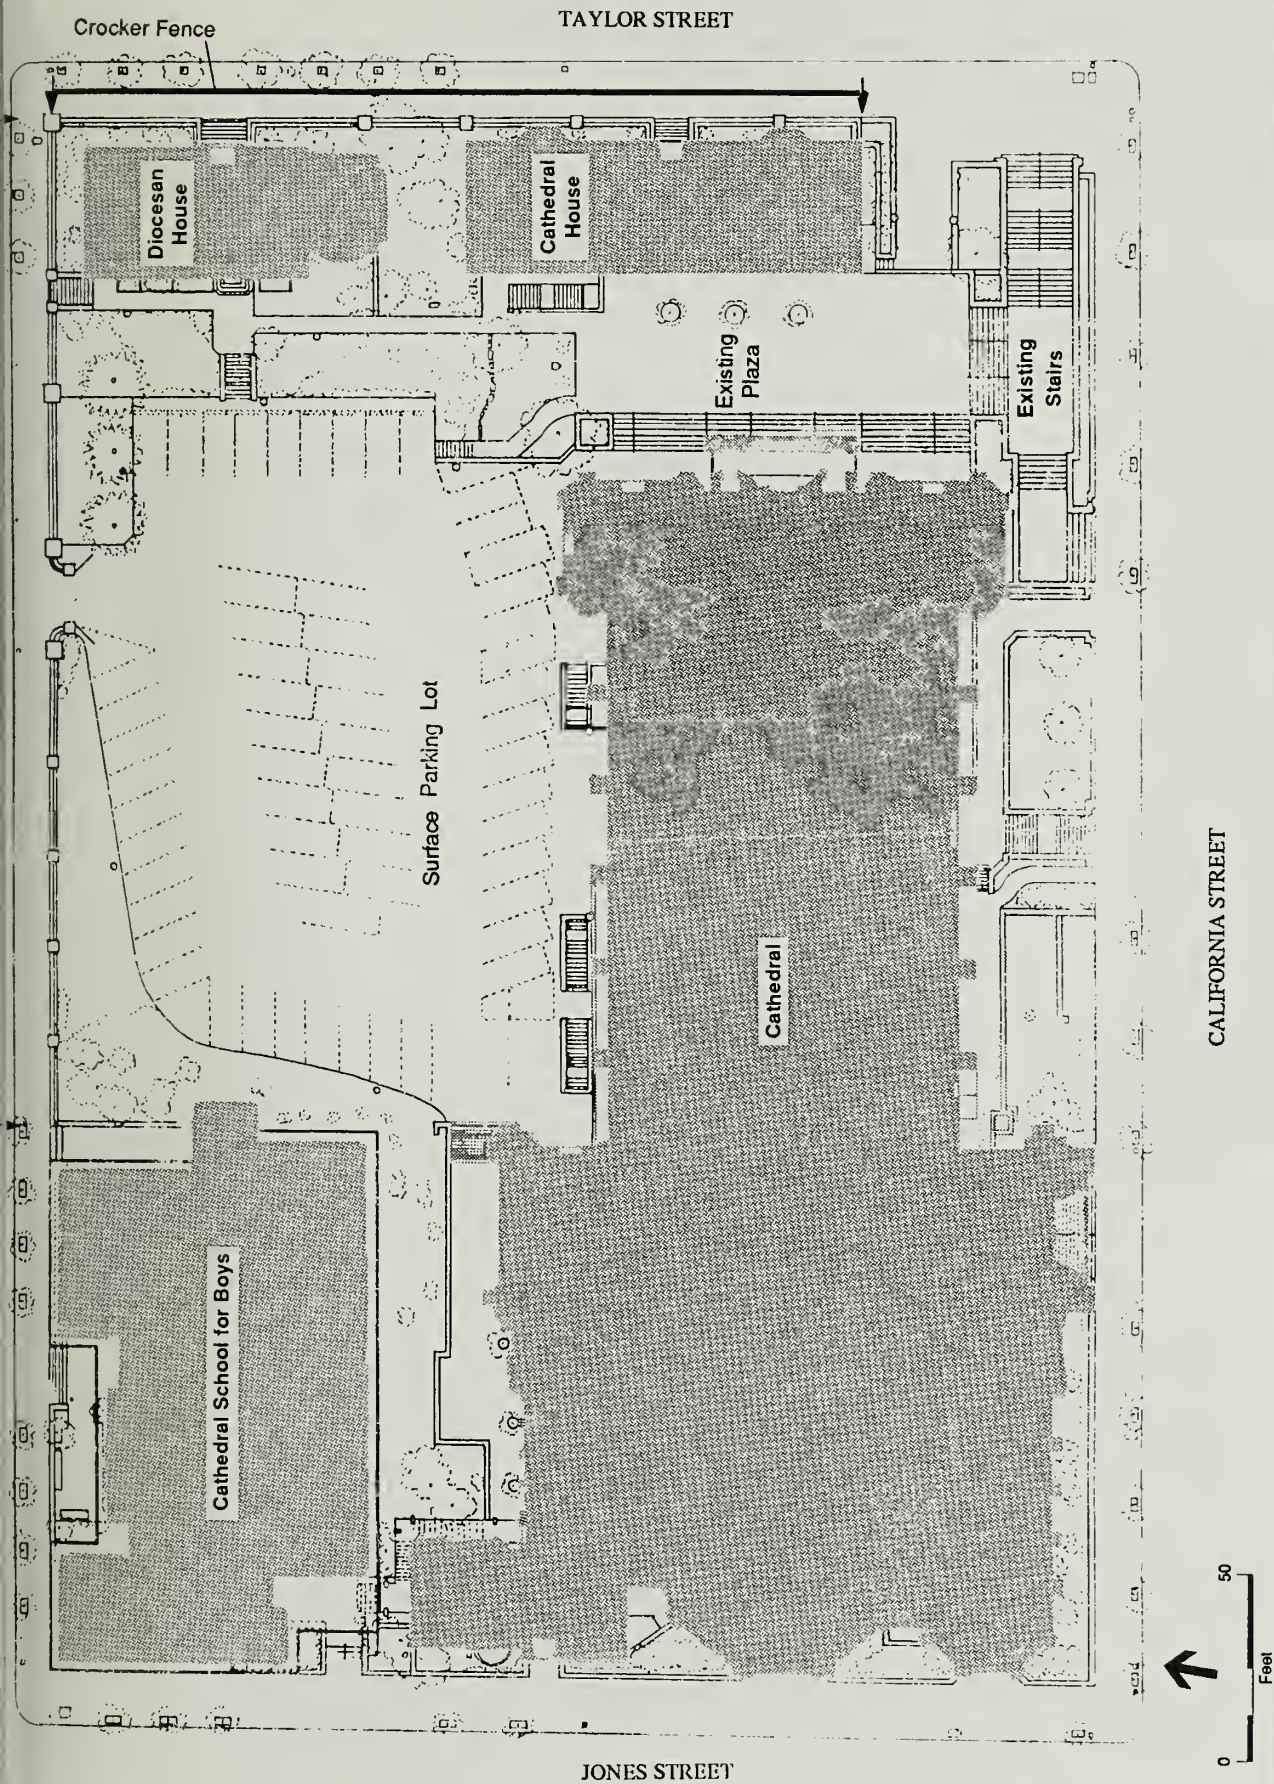 TAYLOR STREET
Crocker Fence
Diocesan
House
Cathedral
House
Existing
Plaza
Existing
Stairs
Surface Parking Lot
Cathedral
CALIFORNIA STREET
Cathedral School for Boys
0
50
Feet
JONES STREET